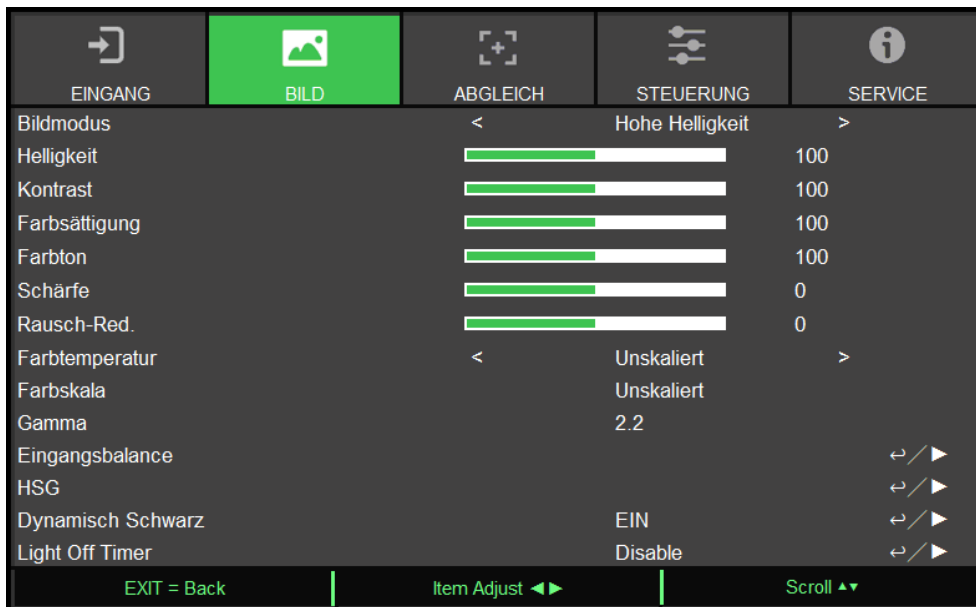 EINGANG BILD ABGLEICH STEUERUNG SERVICE
Bildmodus < Hohe Helligkeit >
Helligkeit 100
Kontrast 100
Farbsättigung 100
Farbton 100
Schärfe 0
Rausch-Red. 0
Farbtemperatur < Unskaliert >
Farbskala Unskaliert
Gamma 2.2
Eingangsbalance ↩/▶
HSG ↩/▶
Dynamisch Schwarz EIN ↩/▶
Light Off Timer Disable ↩/▶
EXIT = Back Item Adjust ◀▶ Scroll ▲▼